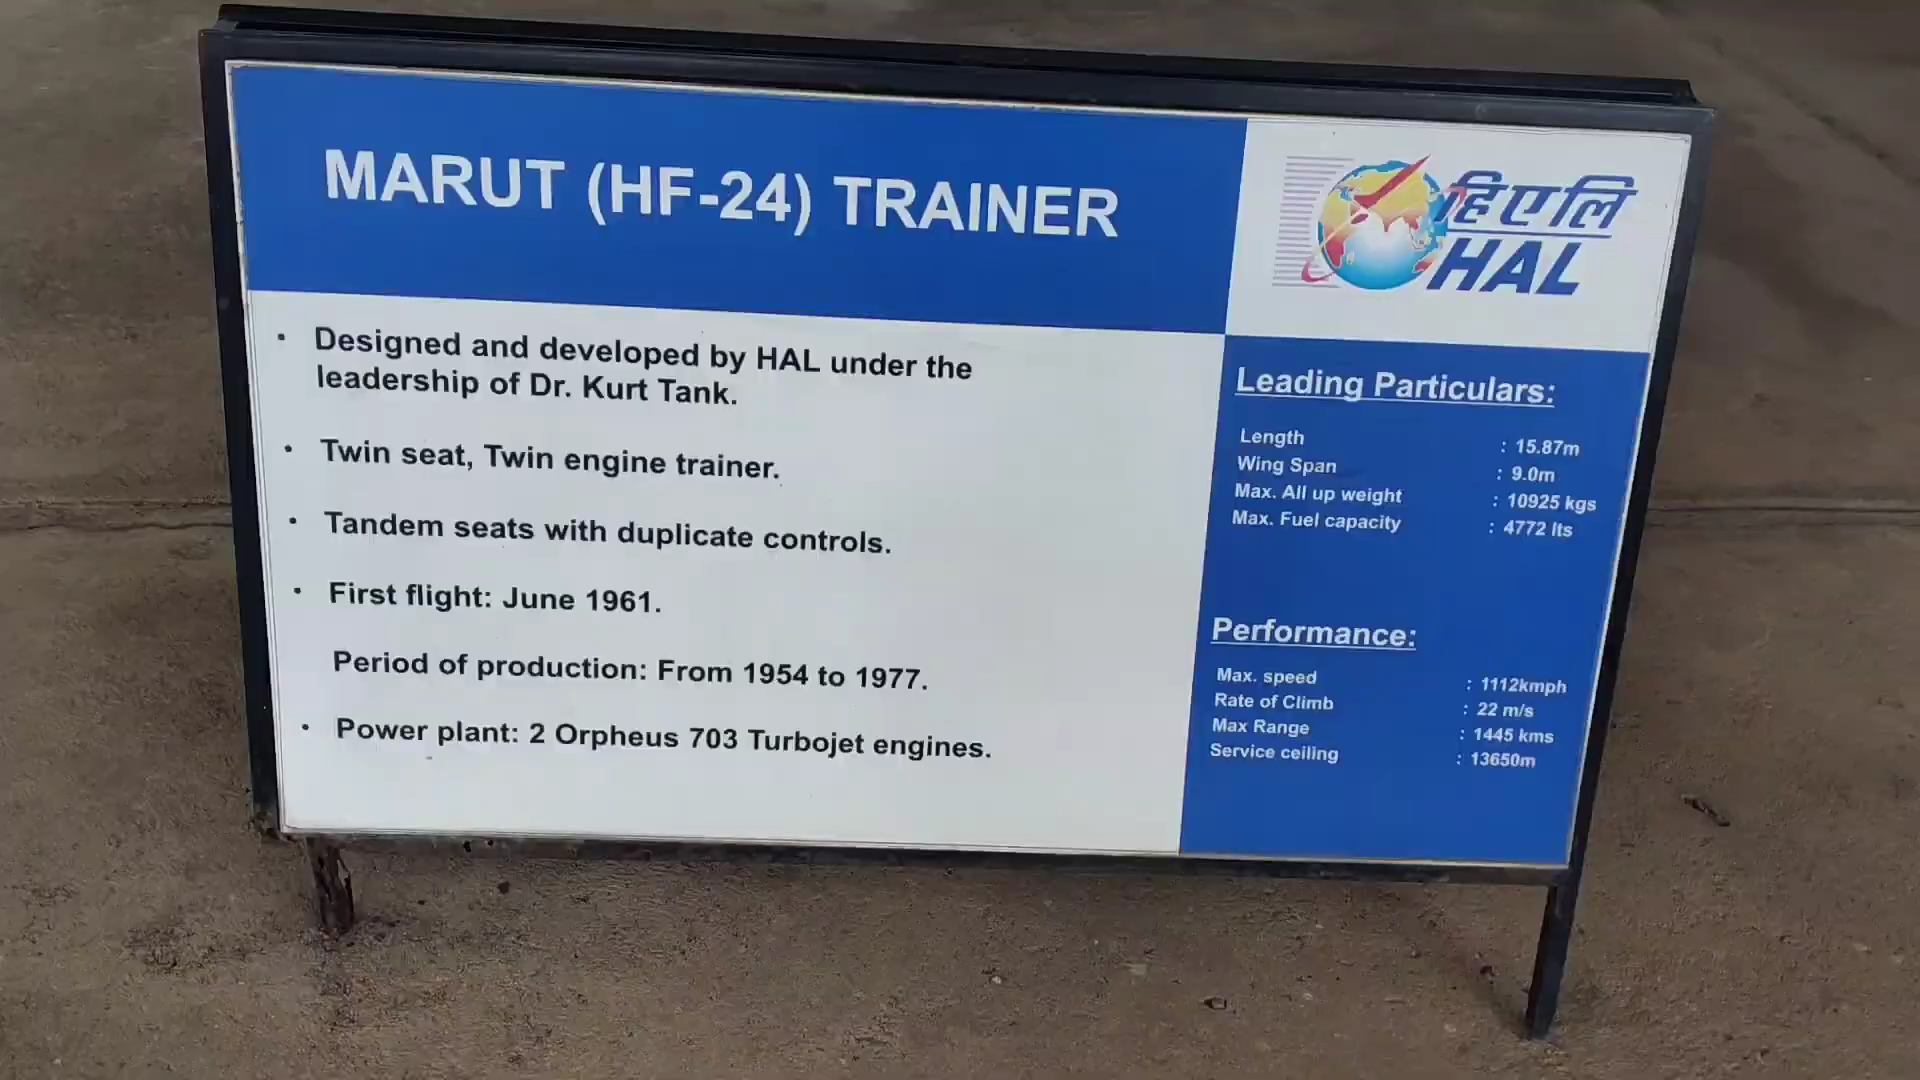 MARUT (HF-24) TRAINER
हिएलि
HAL
• Designed and developed by HAL under the
leadership of Dr. Kurt Tank.
• Twin seat, Twin engine trainer.
• Tandem seats with duplicate controls.
• First flight: June 1961.
Period of production: From 1954 to 1977.
• Power plant: 2 Orpheus 703 Turbojet engines.
Leading Particulars:
Length : 15.87m
Wing Span : 9.0m
Max. All up weight : 10925 kgs
Max. Fuel capacity : 4772 lts
Performance:
Max. speed : 1112kmph
Rate of Climb : 22 m/s
Max Range : 1445 kms
Service ceiling : 13650m